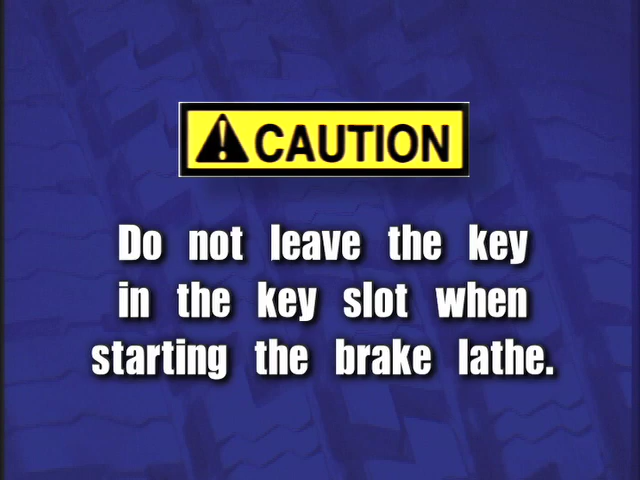 CAUTION
Do not leave the key
in the key slot when
starting the brake lathe.